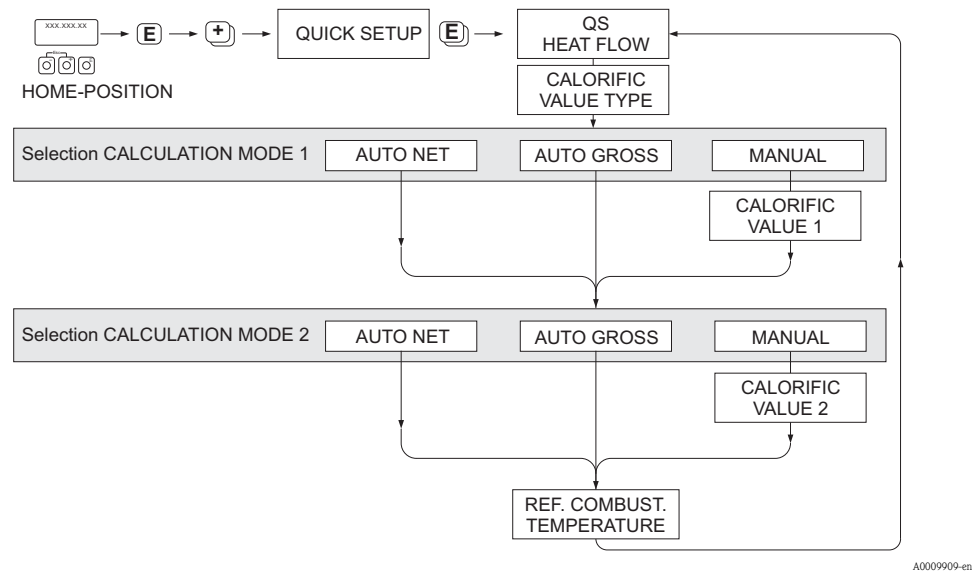 xxx.xxx.xx
E
+
QUICK SETUP
E
QS
HEAT FLOW
HOME-POSITION
CALORIFIC
VALUE TYPE
Selection CALCULATION MODE 1
AUTO NET
AUTO GROSS
MANUAL
CALORIFIC
VALUE 1
Selection CALCULATION MODE 2
AUTO NET
AUTO GROSS
MANUAL
CALORIFIC
VALUE 2
REF. COMBUST.
TEMPERATURE
A0009909-en